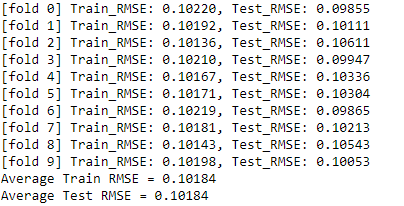 [fold 0] Train_RMSE: 0.10220, Test_RMSE: 0.09855
[fold 1] Train_RMSE: 0.10192, Test_RMSE: 0.10111
[fold 2] Train_RMSE: 0.10136, Test_RMSE: 0.10611
[fold 3] Train_RMSE: 0.10210, Test_RMSE: 0.09947
[fold 4] Train_RMSE: 0.10167, Test_RMSE: 0.10336
[fold 5] Train_RMSE: 0.10171, Test_RMSE: 0.10304
[fold 6] Train_RMSE: 0.10219, Test_RMSE: 0.09865
[fold 7] Train_RMSE: 0.10181, Test_RMSE: 0.10213
[fold 8] Train_RMSE: 0.10143, Test_RMSE: 0.10543
[fold 9] Train_RMSE: 0.10198, Test_RMSE: 0.10053
Average Train RMSE = 0.10184
Average Test RMSE = 0.10184